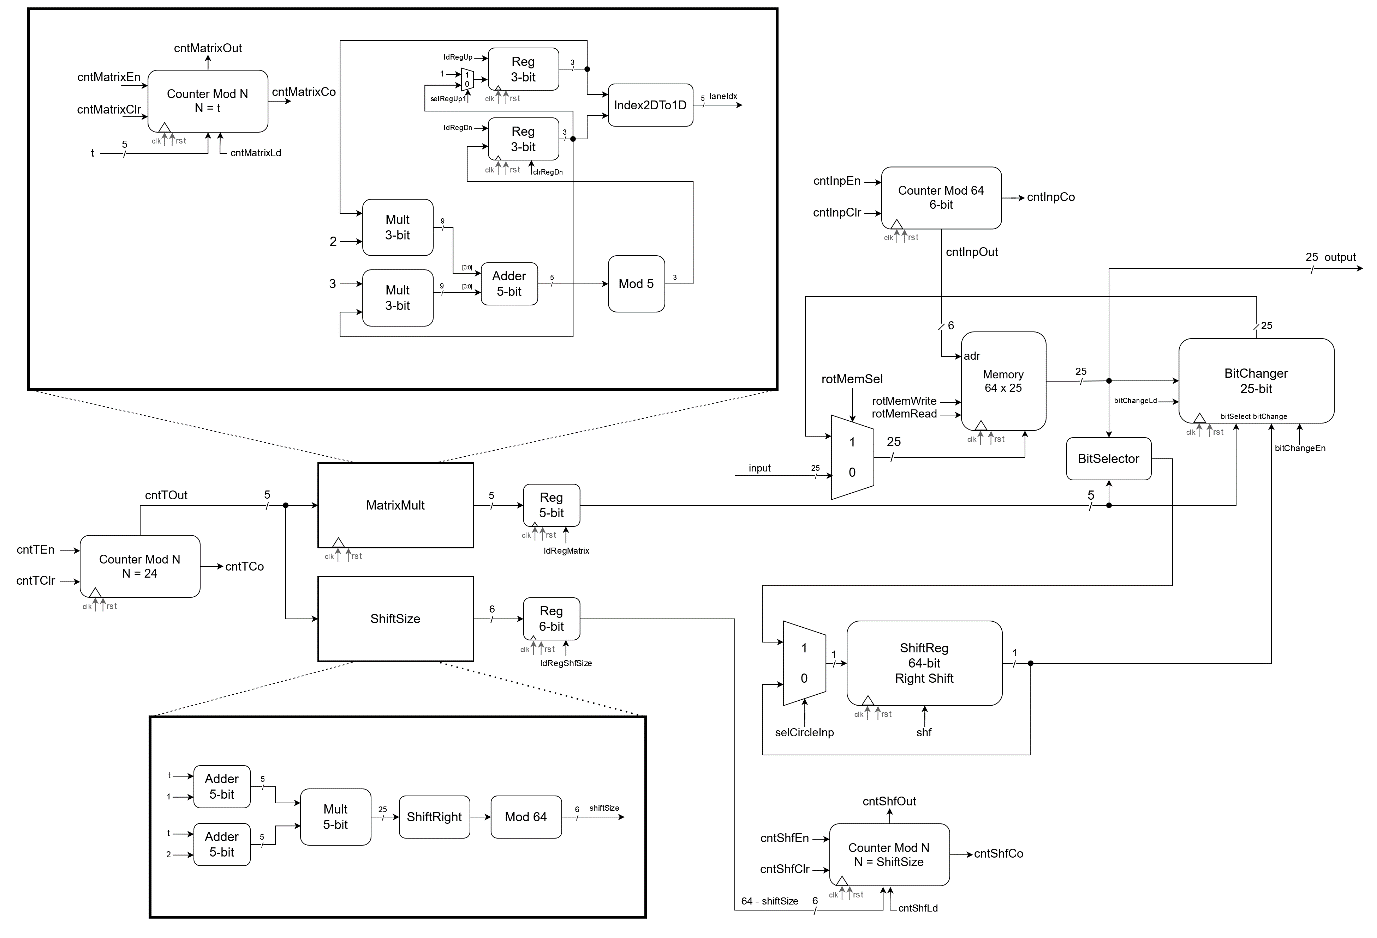 cntMatrixOut
cntMatrixEn
cntMatrixClr
Counter Mod N
N = t
cntMatrixCo
clk
rst
t
5
cntMatrixLd
ldRegUp
1
1
0
selRegUp1
Reg
3-bit
clk
rst
3
Index2DTo1D
5
laneIdx
ldRegDn
Reg
3-bit
clk
rst
clrRegDn
3
Mult
3-bit
2
9
[3:0]
3
Mult
3-bit
9
[3:0]
Adder
5-bit
5
Mod 5
3
cntInpEn
cntInpClr
Counter Mod 64
6-bit
cntInpCo
clk
rst
cntInpOut
25
output
6
25
adr
Memory
64 x 25
rotMemWrite
rotMemRead
clk
rst
25
BitChanger
25-bit
bitChangeLd
bitSelect
bitChange
clk
rst
bitChangeEn
rotMemSel
1
0
25
input
25
BitSelector
5
cntTOut
5
cntTEn
cntTClr
Counter Mod N
N = 24
cntTCo
clk
rst
MatrixMult
clk
rst
5
Reg
5-bit
clk
rst
ldRegMatrix
ShiftSize
6
Reg
6-bit
clk
rst
ldRegShfSize
1
0
selCircleInp
1
ShiftReg
64-bit
Right Shift
clk
rst
shf
1
t
1
Adder
5-bit
5
t
2
Adder
5-bit
5
Mult
5-bit
25
ShiftRight
Mod 64
6
shiftSize
cntShfOut
cntShfEn
cntShfClr
Counter Mod N
N = ShiftSize
cntShfCo
clk
rst
64 - shiftSize
6
cntShfLd